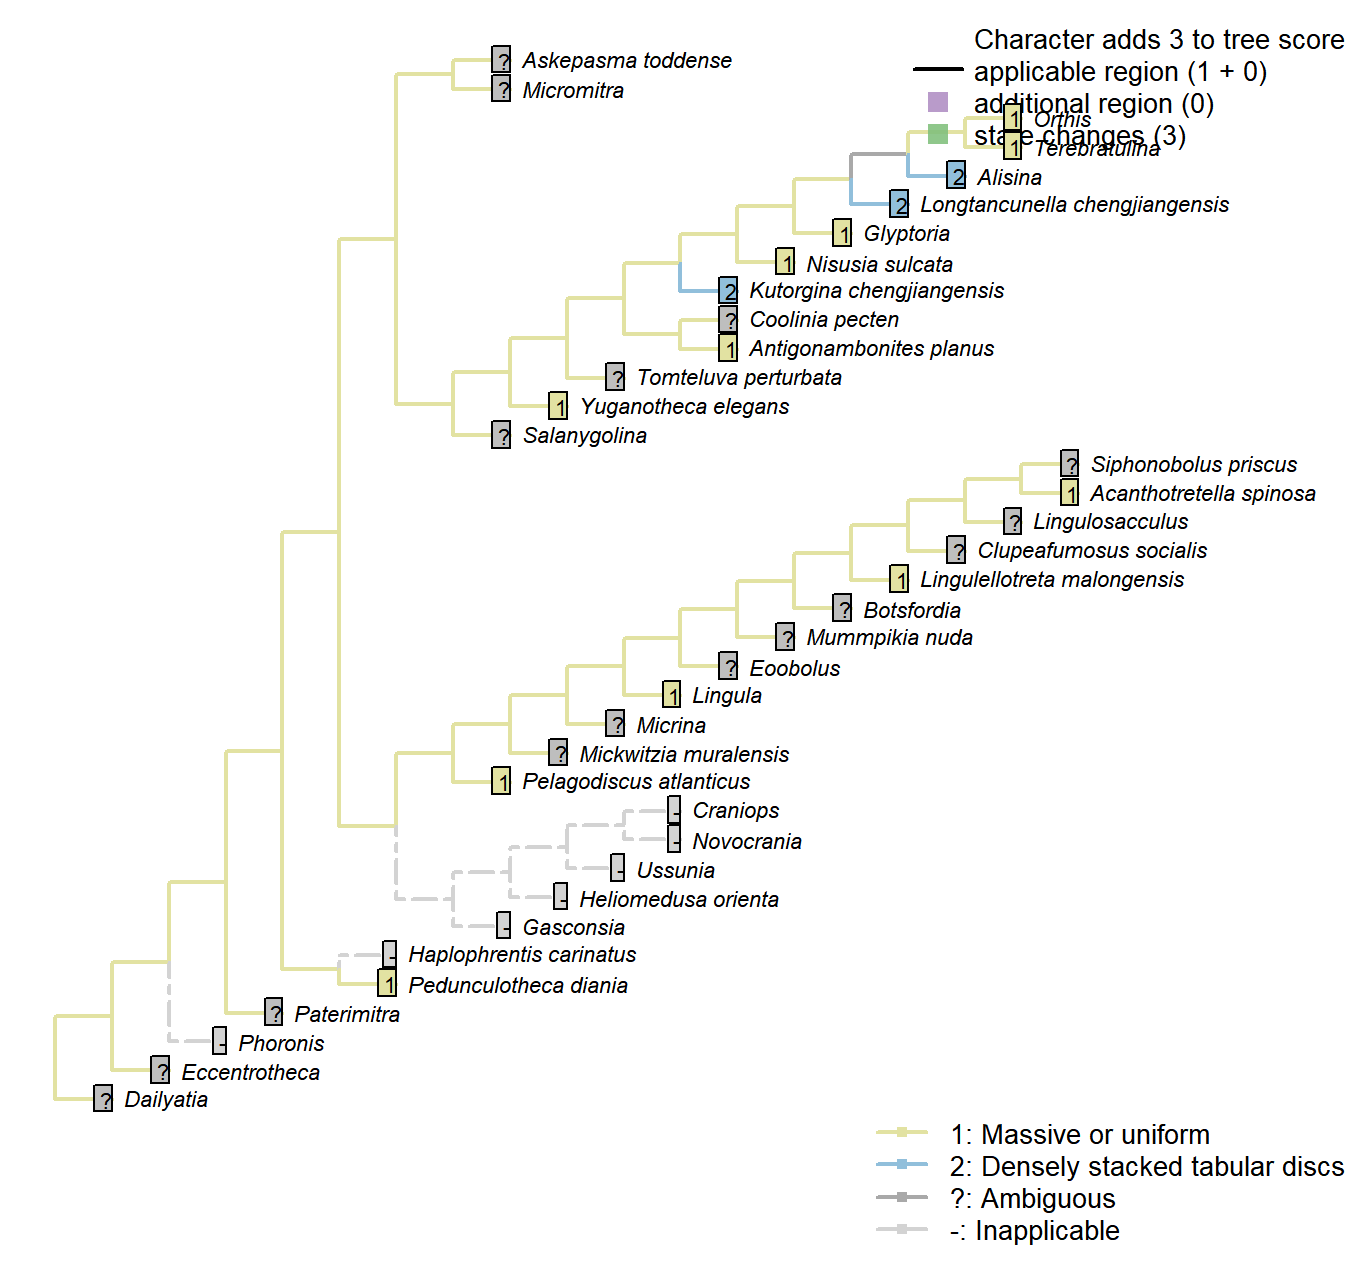 Character adds 3 to tree score
applicable region (1 + 0)
additional region (0)
state changes (3)
? Askepasma toddense
? Micromitra
1 Orthis
1 Terebratulina
2 Alisina
2 Longtancunella chengjiangensis
1 Glyptoria
1 Nisusia sulcata
2 Kutorgina chengjiangensis
? Coolinia pecten
1 Antigonambonites planus
? Tomteluva perturbata
1 Yuganotheca elegans
? Salanygolina
? Siphonobolus priscus
1 Acanthotretella spinosa
? Lingulosacculus
? Clupeafumosus socialis
1 Lingulellotreta malongensis
? Botsfordia
? Mummpikia nuda
? Eoobolus
1 Lingula
? Micrina
? Mickwitzia muralensis
1 Pelagodiscus atlanticus
- Craniops
- Novocrania
- Ussunia
- Heliomedusa orienta
- Gasconsia
- Haplophrentis carinatus
1 Pedunculotheca diania
? Paterimitra
- Phoronis
? Eccentrotheca
? Dailyatia
1: Massive or uniform
2: Densely stacked tabular discs
?: Ambiguous
-: Inapplicable